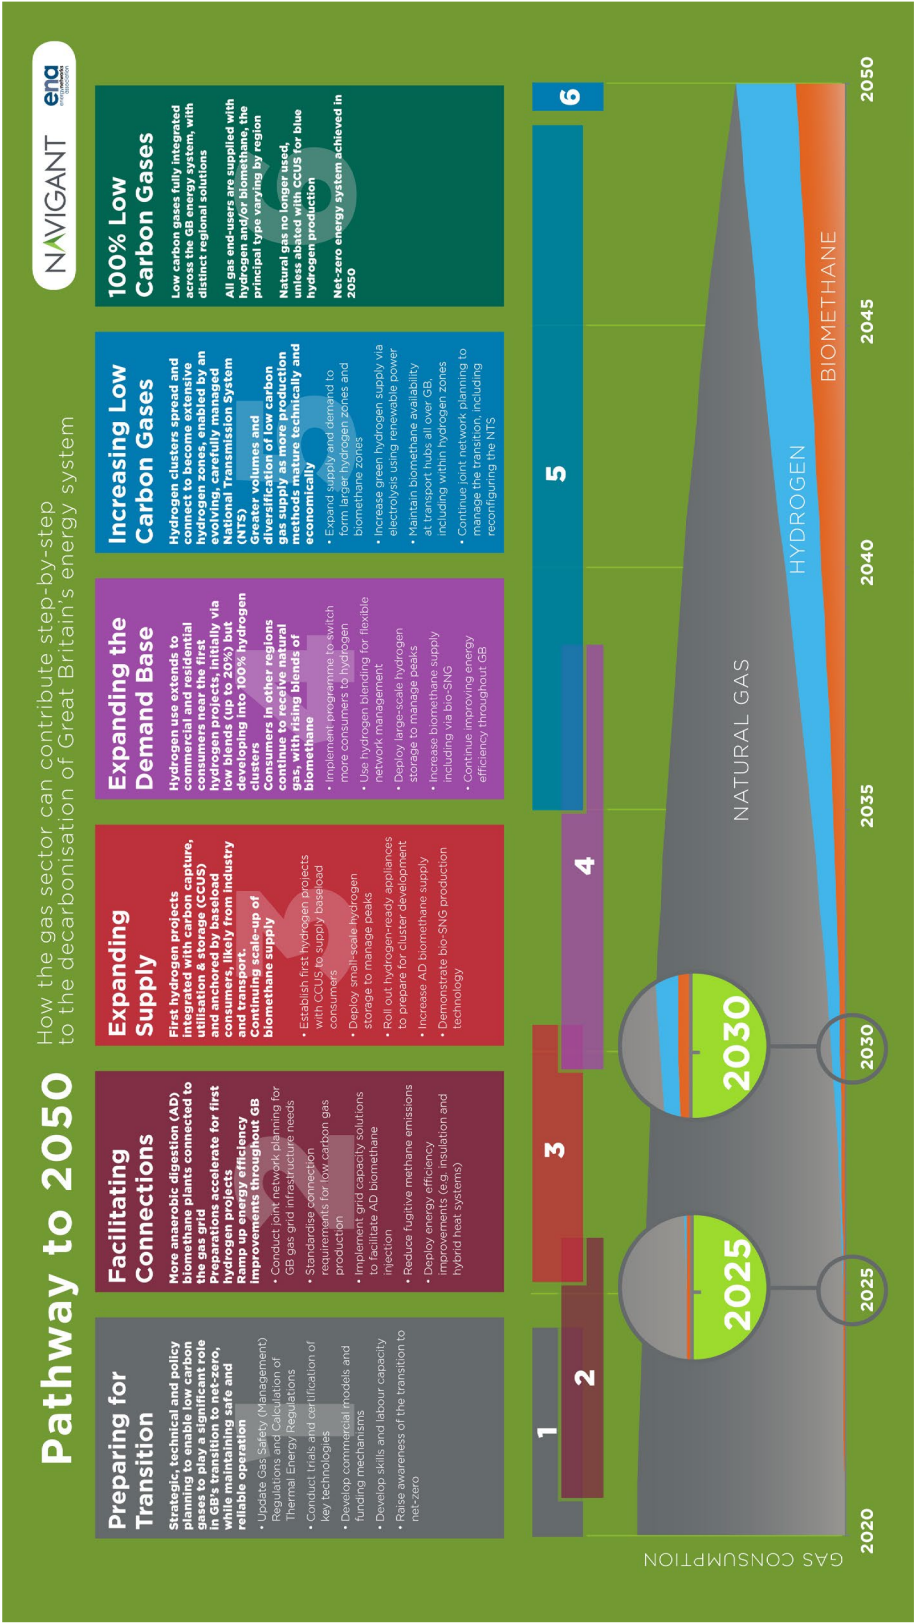 Pathway to 2050
How the gas sector can contribute step-by-step
to the decarbonisation of Great Britain's energy system
NAVIGANT
ena
energy networks
association
Preparing for
Transition
1
Strategic, technical and policy
planning to enable low carbon
gases to play a significant role
in GB's transition to net-zero,
while maintaining safe and
reliable operation
• Update Gas Safety (Management)
Regulations and Calculation of
Thermal Energy Regulations
• Conduct trials and certification of
key technologies
• Develop commercial models and
funding mechanisms
• Develop skills and labour capacity
• Raise awareness of the transition to
net-zero
Facilitating
Connections
2
More anaerobic digestion (AD)
biomethane plants connected to
the gas grid
Preparations accelerate for first
hydrogen projects
Ramp up energy efficiency
improvements throughout GB
• Conduct joint network planning for
GB gas grid infrastructure needs
• Standardise connection
requirements for low carbon gas
production
• Implement grid capacity solutions
to facilitate AD biomethane
injection
• Reduce fugitive methane emissions
• Deploy energy efficiency
improvements (e.g. insulation and
hybrid heat systems)
Expanding
Supply
3
First hydrogen projects
integrated with carbon capture,
utilisation & storage (CCUS)
and anchored by baseload
consumers, likely from industry
and transport.
Continuing scale-up of
biomethane supply
• Establish first hydrogen projects
with CCUS to supply baseload
consumers
• Deploy small-scale hydrogen
storage to manage peaks
• Roll out hydrogen-ready appliances
to prepare for cluster development
• Increase AD biomethane supply
• Demonstrate bio-SNG production
technology
Expanding the
Demand Base
4
Hydrogen use extends to
commercial and residential
consumers near the first
hydrogen projects, initially via
low blends (up to 20%) but
developing into 100% hydrogen
clusters
Consumers in other regions
continue to receive natural
gas, with rising blends of
biomethane
• Implement programme to switch
more consumers to hydrogen
• Use hydrogen blending for flexible
network management
• Deploy large-scale hydrogen
storage to manage peaks
• Increase biomethane supply
including via bio-SNG
• Continue improving energy
efficiency throughout GB
Increasing Low
Carbon Gases
5
Hydrogen clusters spread and
connect to become extensive
hydrogen zones, enabled by an
evolving, carefully managed
National Transmission System
(NTS)
Greater volumes and
diversification of low carbon
gas supply as more production
methods mature technically and
economically
• Expand supply and demand to
form larger hydrogen zones and
biomethane zones
• Increase green hydrogen supply via
electrolysis using renewable power
• Maintain biomethane availability
at transport hubs all over GB,
including within hydrogen zones
• Continue joint network planning to
manage the transition, including
reconfiguring the NTS
100% Low
Carbon Gases
6
Low carbon gases fully integrated
across the GB energy system, with
distinct regional solutions
All gas end-users are supplied with
hydrogen and/or biomethane, the
principal type varying by region
Natural gas no longer used,
unless abated with CCUS for blue
hydrogen production
Net-zero energy system achieved in
2050
1
2
3
4
5
6
GAS CONSUMPTION
2025
2030
NATURAL GAS
HYDROGEN
BIOMETHANE
2020
2025
2030
2035
2040
2045
2050